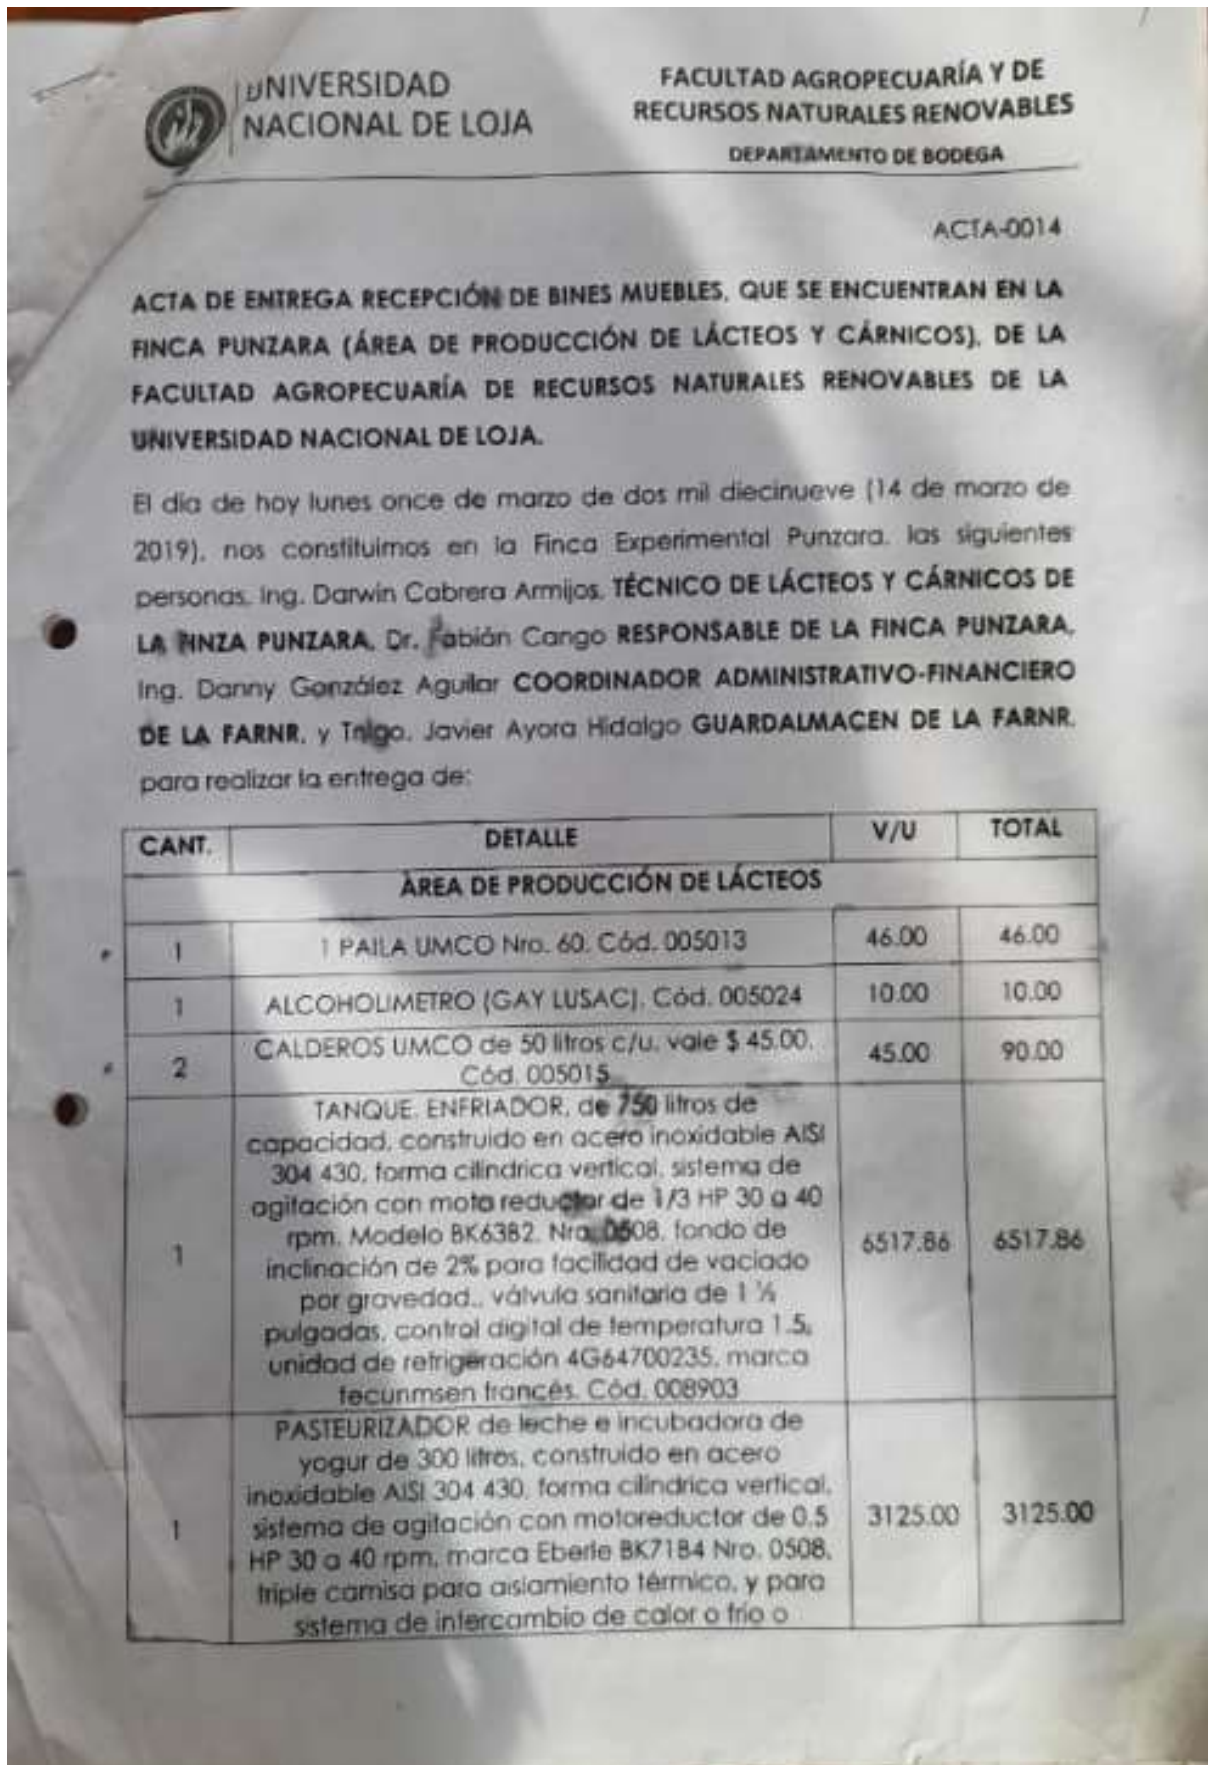 UNIVERSIDAD
NACIONAL DE LOJA
FACULTAD AGROPECUARÍA Y DE
RECURSOS NATURALES RENOVABLES
DEPARTAMENTO DE BODEGA
ACTA-0014
ACTA DE ENTREGA RECEPCIÓN DE BINES MUEBLES, QUE SE ENCUENTRAN EN LA
FINCA PUNZARA (ÁREA DE PRODUCCIÓN DE LÁCTEOS Y CÁRNICOS), DE LA
FACULTAD AGROPECUARÍA DE RECURSOS NATURALES RENOVABLES DE LA
UNIVERSIDAD NACIONAL DE LOJA.
El día de hoy lunes once de marzo de dos mil diecinueve (14 de marzo de
2019), nos constituimos en la Finca Experimental Punzara, las siguientes
personas, Ing. Darwin Cabrera Armijos, TÉCNICO DE LÁCTEOS Y CÁRNICOS DE
LA FINZA PUNZARA, Dr. Fabián Cango RESPONSABLE DE LA FINCA PUNZARA,
Ing. Danny González Aguilar COORDINADOR ADMINISTRATIVO-FINANCIERO
DE LA FARNR, y Tnlgo. Javier Ayora Hidalgo GUARDALMACEN DE LA FARNR,
para realizar la entrega de:
CANT. DETALLE V/U TOTAL
ÀREA DE PRODUCCIÓN DE LÁCTEOS
1 1 PAILA UMCO Nro. 60. Cód. 005013 46.00 46.00
1 ALCOHOLIMETRO (GAY LUSAC). Cód. 005024 10.00 10.00
2 CALDEROS UMCO de 50 litros c/u. vale $ 45.00. 45.00 90.00
Cód. 005015
TANQUE ENFRIADOR, de 750 litros de
capacidad, construido en acero inoxidable AISI
304 430, forma cilíndrica vertical, sistema de
agitación con moto reductor de 1/3 HP 30 a 40
rpm. Modelo BK6382, Nro. 0508, fondo de
1 inclinación de 2% para facilidad de vaciado 6517.86 6517.86
por gravedad., válvula sanitaria de 1 ½
pulgadas, control digital de temperatura 1.5,
unidad de refrigeración 4G64700235, marca
tecunmsen francés. Cód. 008903
PASTEURIZADOR de leche e incubadora de
yogur de 300 litros, construido en acero
inoxidable AISI 304 430, forma cilíndrica vertical,
1 sistema de agitación con motoreductor de 0.5 3125.00 3125.00
HP 30 a 40 rpm, marca Eberle BK7184 Nro. 0508,
triple camisa para aislamiento térmico, y para
sistema de intercambio de calor o frío o